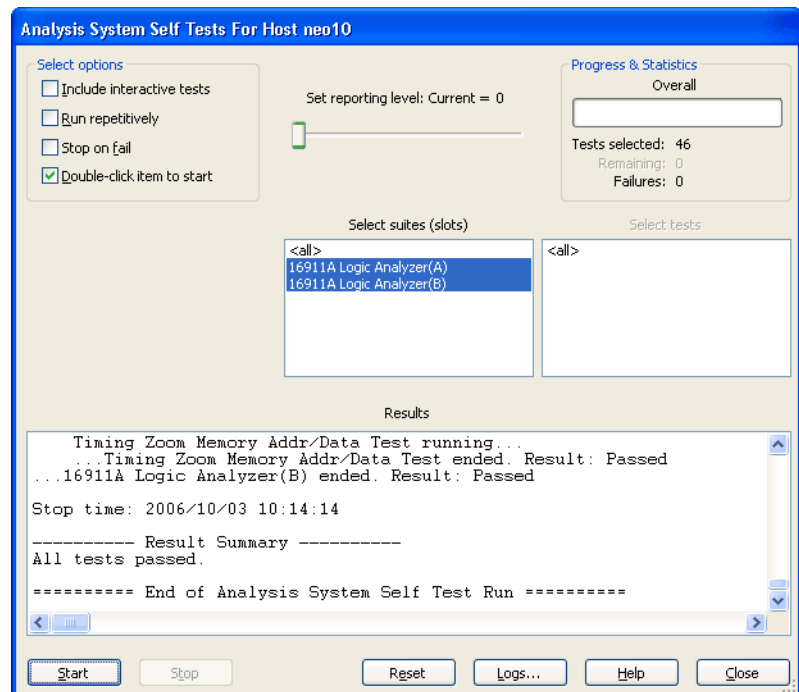 Analysis System Self Tests For Host neo10
Select options
Include interactive tests
Run repetitively
Stop on fail
Double-click item to start
Set reporting level: Current = 0
Progress & Statistics
Overall
Tests selected: 46
Remaining: 0
Failures: 0
Select suites (slots)
<all>
16911A Logic Analyzer(A)
16911A Logic Analyzer(B)
Select tests
<all>
Results
Timing Zoom Memory Addr/Data Test running...
...Timing Zoom Memory Addr/Data Test ended. Result: Passed
...16911A Logic Analyzer(B) ended. Result: Passed
Stop time: 2006/10/03 10:14:14
---------- Result Summary ----------
All tests passed.
========== End of Analysis System Self Test Run ==========
Start
Stop
Reset
Logs...
Help
Close